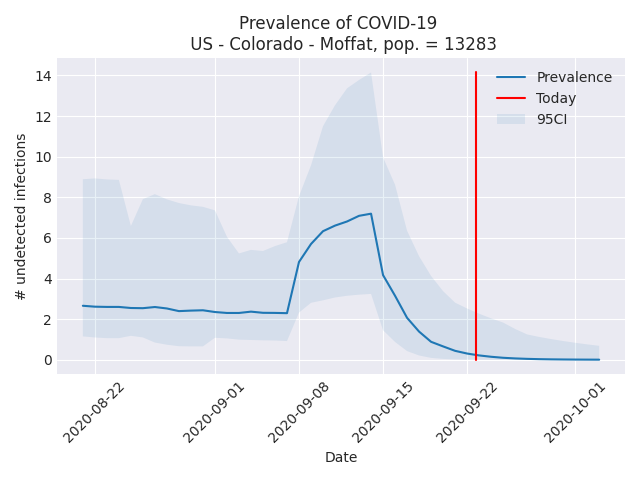 Prevalence of COVID-19
US - Colorado - Moffat, pop. = 13283
Prevalence
Today
95CI
# undetected infections
14
12
10
8
6
4
2
0
2020-08-22
2020-09-01
2020-09-08
2020-09-15
2020-09-22
2020-10-01
Date